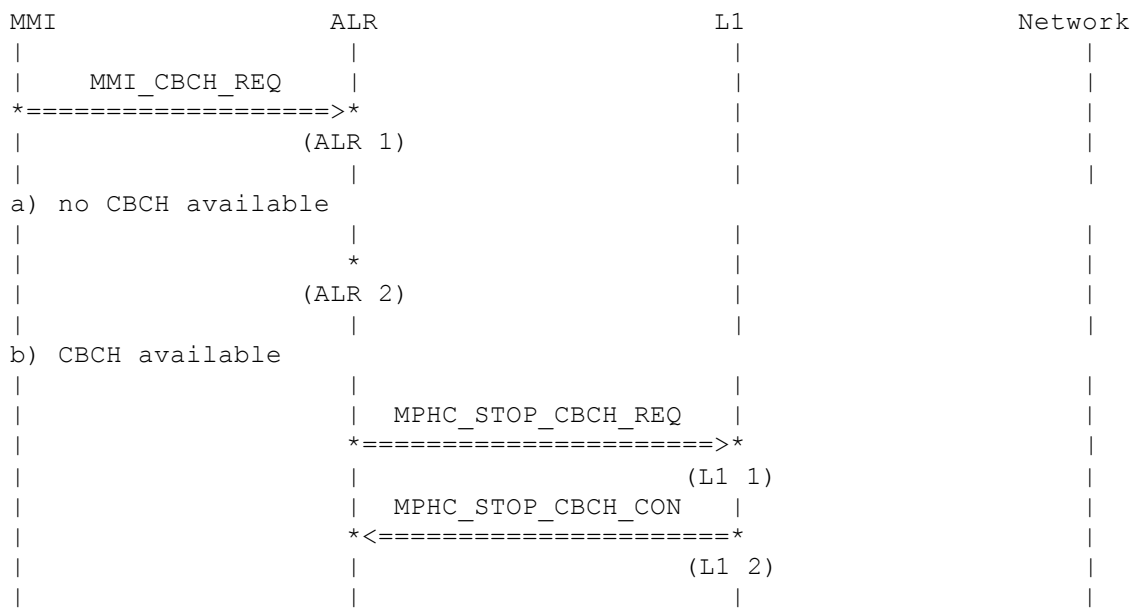 MMI ALR L1 Network
MMI_CBCH_REQ
(ALR 1)
a) no CBCH available
(ALR 2)
b) CBCH available
MPHC_STOP_CBCH_REQ
(L1 1)
MPHC_STOP_CBCH_CON
(L1 2)